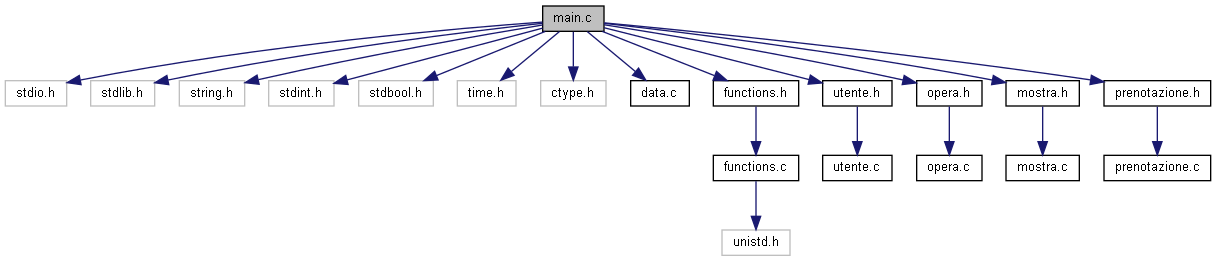 main.c
stdio.h
stdlib.h
string.h
stdint.h
stdbool.h
time.h
ctype.h
data.c
functions.h
utente.h
opera.h
mostra.h
prenotazione.h
functions.c
utente.c
opera.c
mostra.c
prenotazione.c
unistd.h